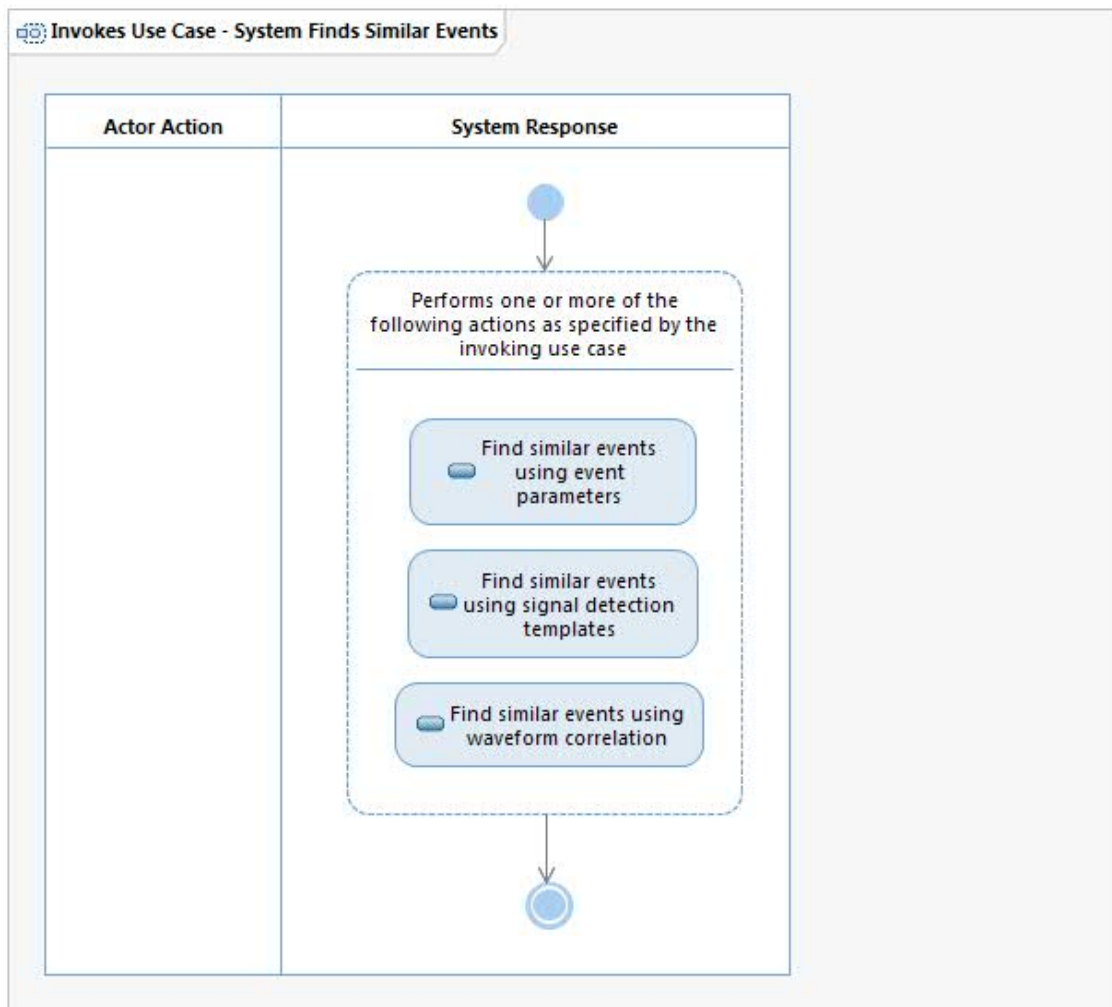 Invokes Use Case - System Finds Similar Events
Actor Action
System Response
Performs one or more of the
following actions as specified by the
invoking use case
Find similar events
using event
parameters
Find similar events
using signal detection
templates
Find similar events using
waveform correlation